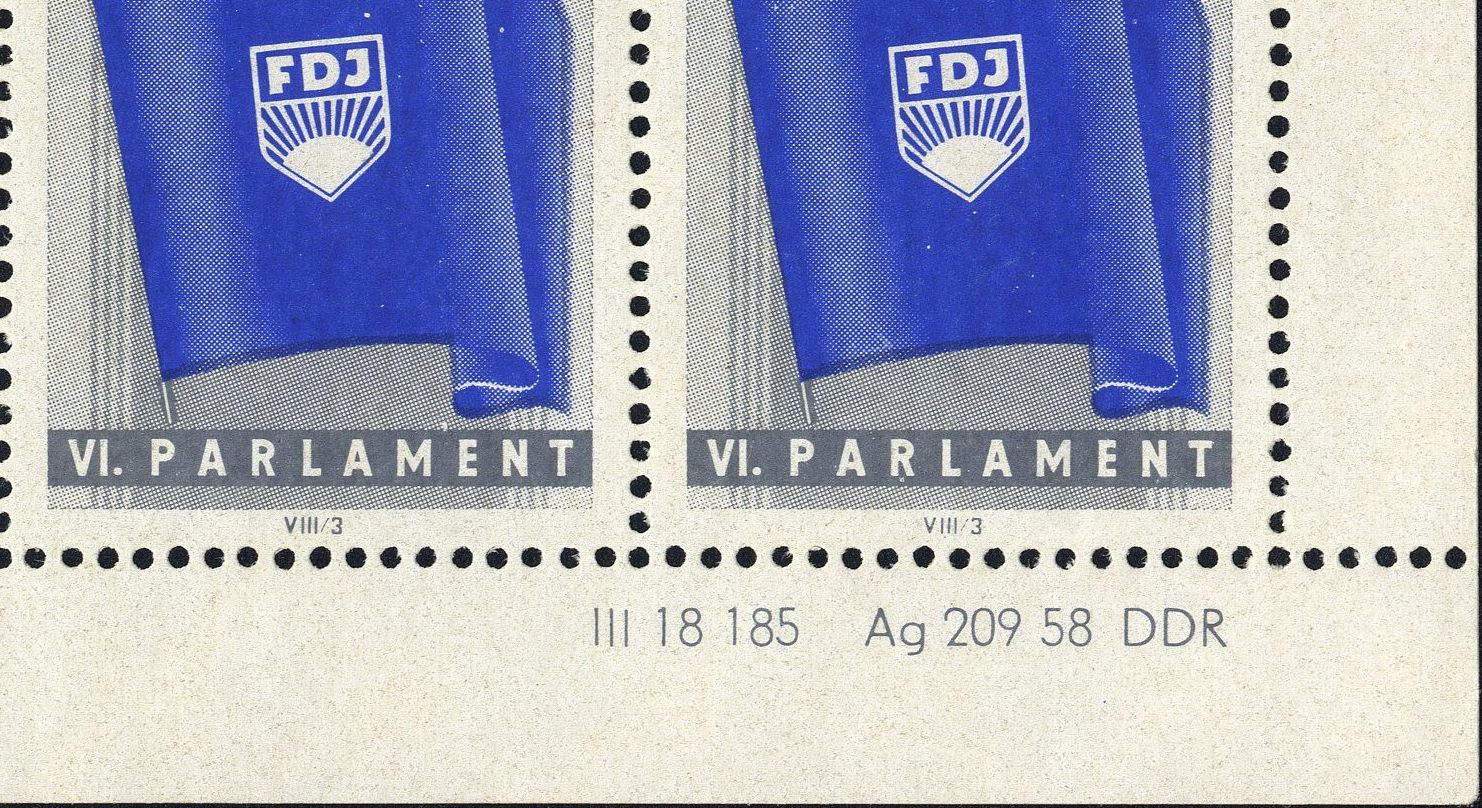 FDJ
FDJ
VI. PARLAMENT
VI. PARLAMENT
VIII/3
VIII/3
III 18 185 Ag 209 58 DDR